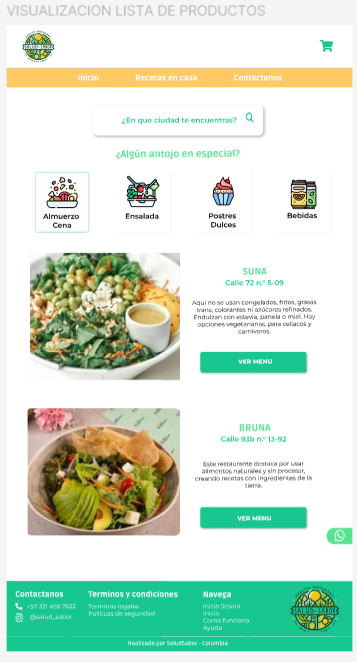 VISUALIZACION LISTA DE PRODUCTOS
SALUD-SABOR
Inicio Recetas en casa Contactanos
¿En que ciudad te encuentras?
¿Algún antojo en especial?
Almuerzo
Cena
Ensalada
Postres
Dulces
Bebidas
SUNA
Calle 72 n.º 5-09
Aqui no se usan congelados, fritos, grasas
trans, colorantes ni azúcares refinados.
Endulzan con estevia, panela o miel. Hay
opciones vegetarianas, para celiacos y
carnivoros.
VER MENU
BRUNA
Calle 93b n.º 13-92
Este restaurante destaca por usar
alimentos naturales y sin procesar,
creando recetas con ingredientes de la
tierra.
VER MENU
Contactanos
+57 321 459 7632
@salud_sabor
Terminos y condiciones
Terminos legales
Politicas de seguridad
Navega
Inicio Sesion
Inicio
Como funciona
Ayuda
SALUD-SABOR
Realizado por SaludSabor - Colombia